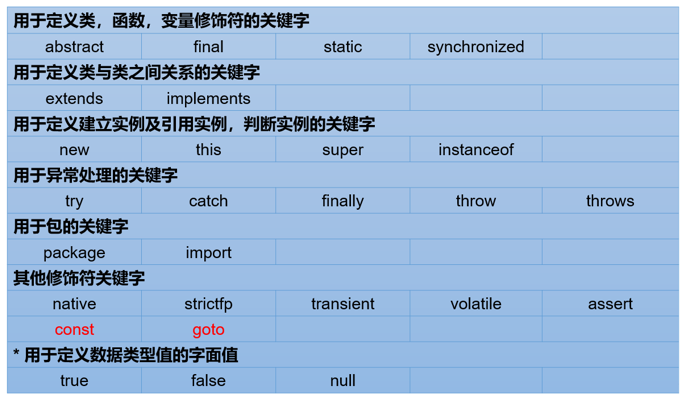 用于定义类，函数，变量修饰符的关键字
abstract final static synchronized
用于定义类与类之间关系的关键字
extends implements
用于定义建立实例及引用实例，判断实例的关键字
new this super instanceof
用于异常处理的关键字
try catch finally throw throws
用于包的关键字
package import
其他修饰符关键字
native strictfp transient volatile assert
const goto
* 用于定义数据类型值的字面值
true false null